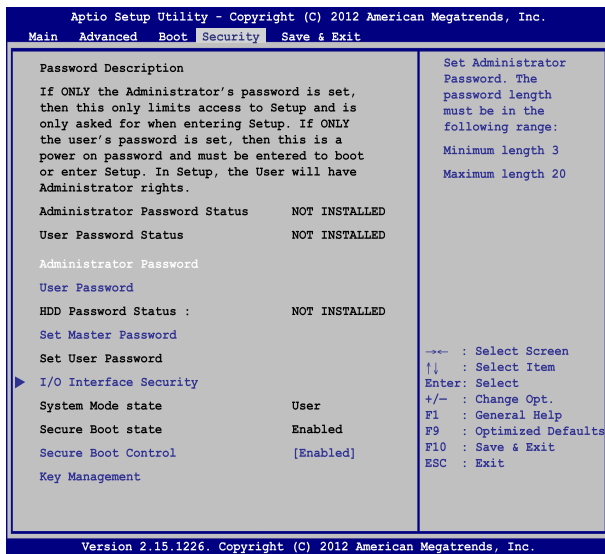 Aptio Setup Utility - Copyright (C) 2012 American Megatrends, Inc.
Main Advanced Boot Security Save & Exit
Password Description
If ONLY the Administrator's password is set,
then this only limits access to Setup and is
only asked for when entering Setup. If ONLY
the user's password is set, then this is a
power on password and must be entered to boot
or enter Setup. In Setup, the User will have
Administrator rights.
Administrator Password Status NOT INSTALLED
User Password Status NOT INSTALLED
Administrator Password
User Password
HDD Password Status : NOT INSTALLED
Set Master Password
Set User Password
I/O Interface Security
System Mode state User
Secure Boot state Enabled
Secure Boot Control [Enabled]
Key Management
Set Administrator
Password. The
password length
must be in the
following range:
Minimum length 3
Maximum length 20
→← : Select Screen
↑↓ : Select Item
Enter: Select
+/— : Change Opt.
F1 : General Help
F9 : Optimized Defaults
F10 : Save & Exit
ESC : Exit
Version 2.15.1226. Copyright (C) 2012 American Megatrends, Inc.